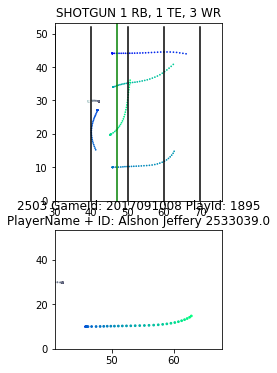 SHOTGUN 1 RB, 1 TE, 3 WR
50
40
30
20
10
0
30 40 50 60 70
2503 GameId: 2017091008 PlayId: 1895
PlayerName + ID: Alshon Jeffery 2533039.0
40
20
0
50 60